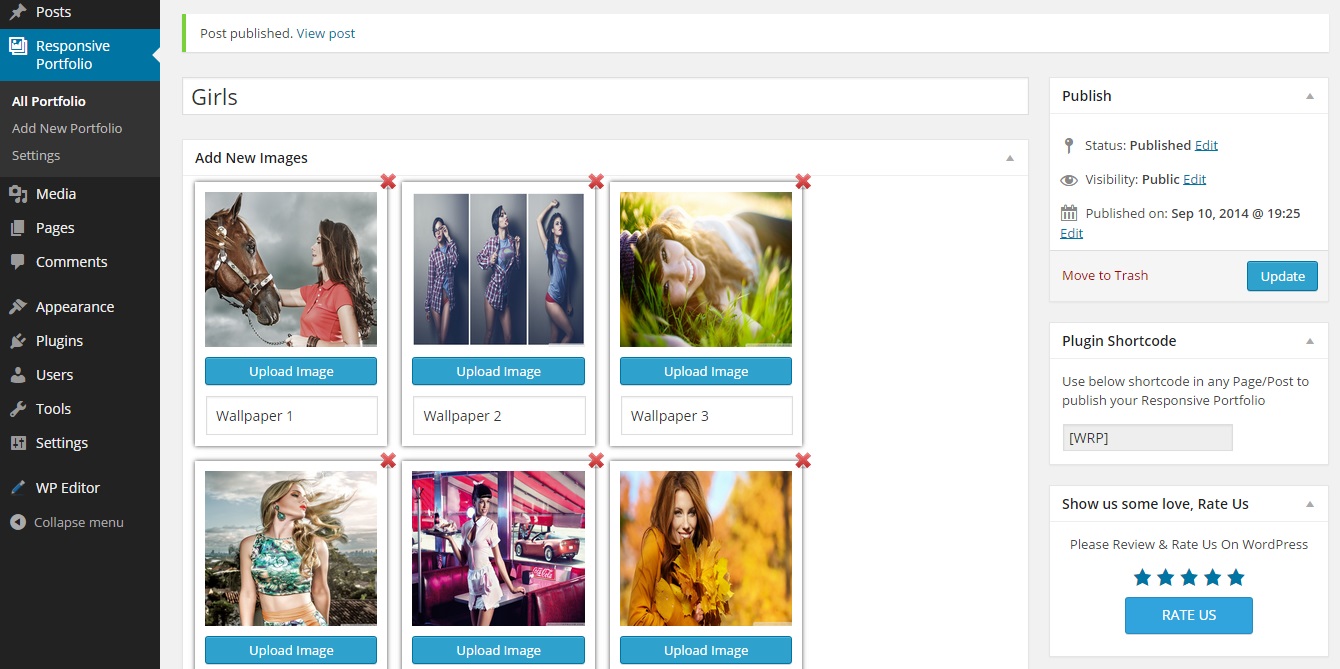 Posts
Responsive
Portfolio
All Portfolio
Add New Portfolio
Settings
Media
Pages
Comments
Appearance
Plugins
Users
Tools
Settings
WP Editor
Collapse menu
Post published. View post
Girls
Add New Images
Upload Image
Upload Image
Upload Image
Wallpaper 1
Wallpaper 2
Wallpaper 3
Coca-Cola
Upload Image
Upload Image
Upload Image
Publish
Status: Published Edit
Visibility: Public Edit
Published on: Sep 10, 2014 @ 19:25
Edit
Move to Trash
Update
Plugin Shortcode
Use below shortcode in any Page/Post to
publish your Responsive Portfolio
[WRP]
Show us some love, Rate Us
Please Review & Rate Us On WordPress
RATE US